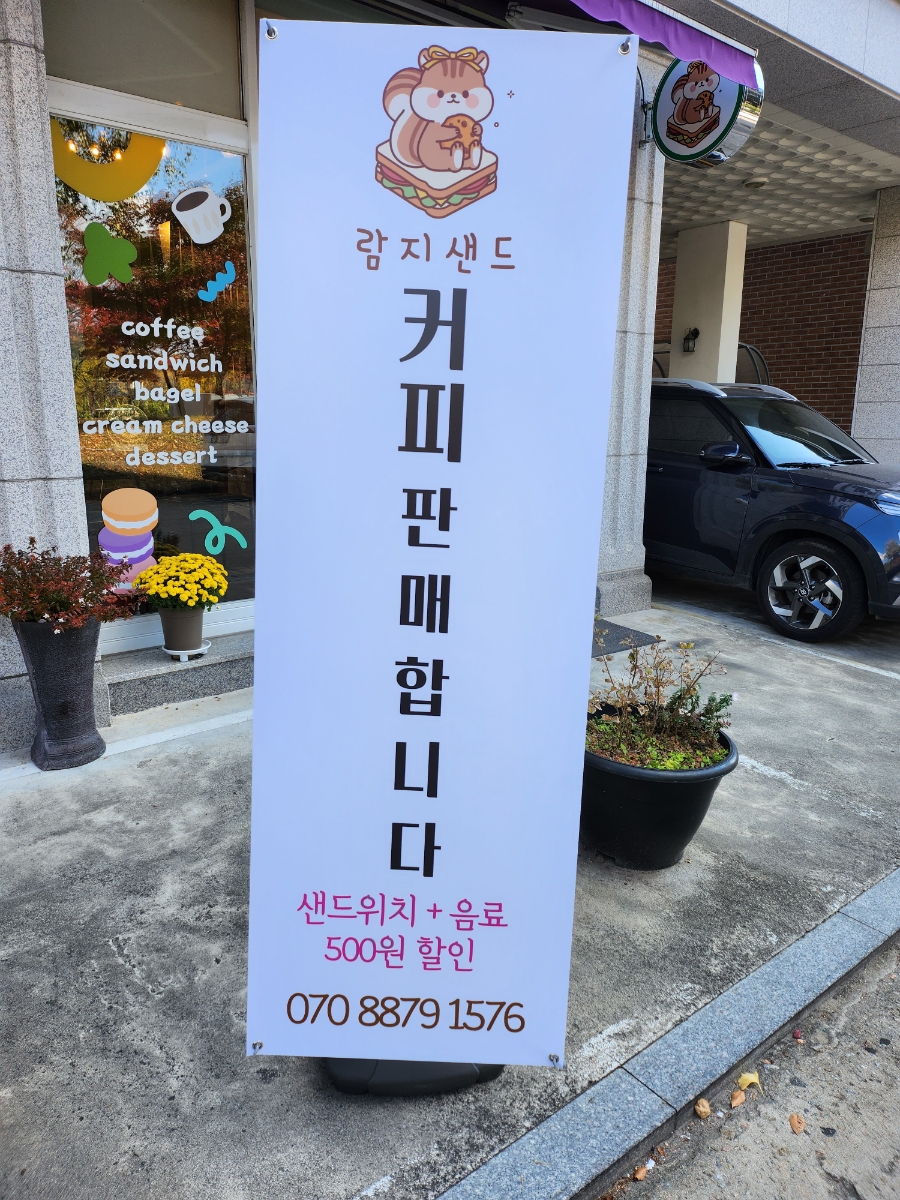 람지샌드
커피판매합니다
샌드위치 + 음료
500원 할인
070 8879 1576
coffee
sandwich
bagel
cream cheese
dessert